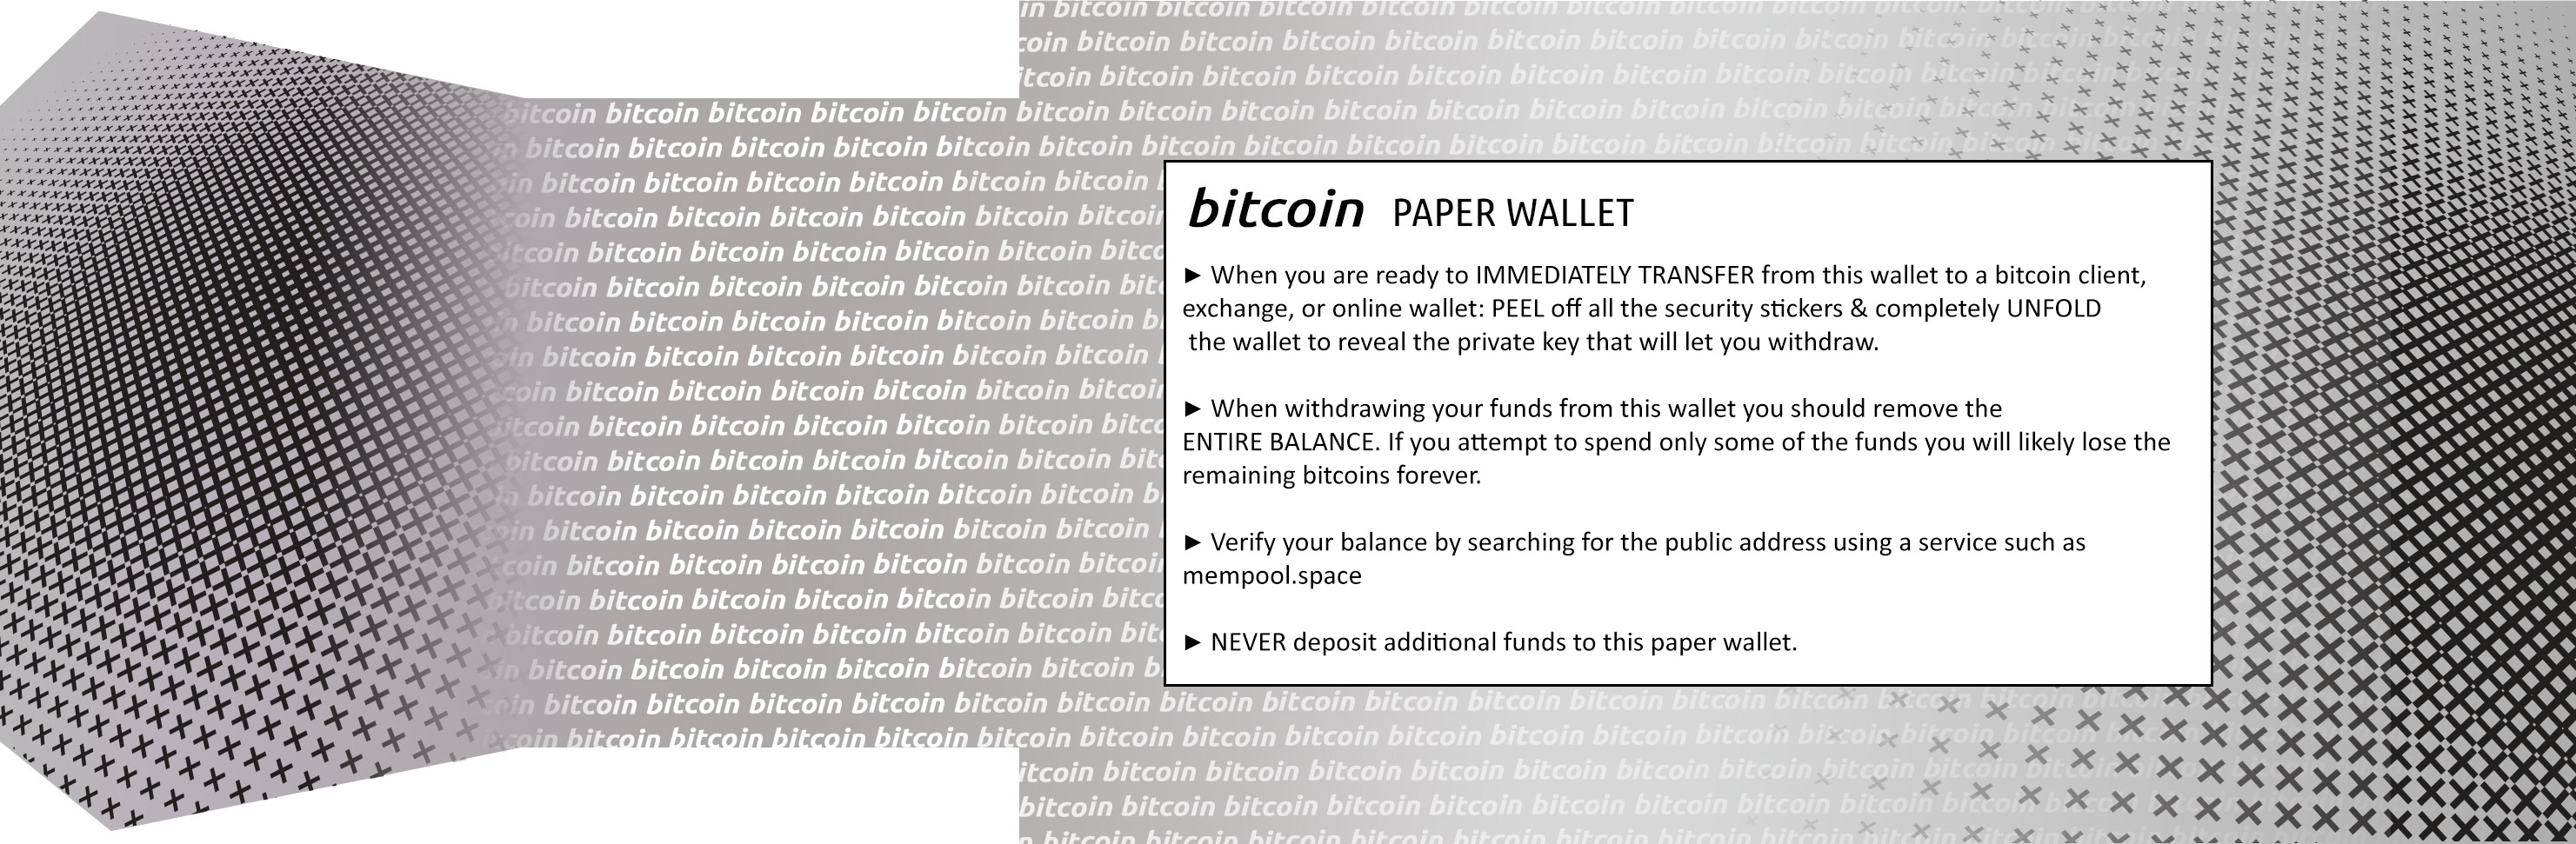 bitcoin PAPER WALLET
► When you are ready to IMMEDIATELY TRANSFER from this wallet to a bitcoin client,
exchange, or online wallet: PEEL off all the security stickers & completely UNFOLD
the wallet to reveal the private key that will let you withdraw.
► When withdrawing your funds from this wallet you should remove the
ENTIRE BALANCE. If you attempt to spend only some of the funds you will likely lose the
remaining bitcoins forever.
► Verify your balance by searching for the public address using a service such as
mempool.space
► NEVER deposit additional funds to this paper wallet.